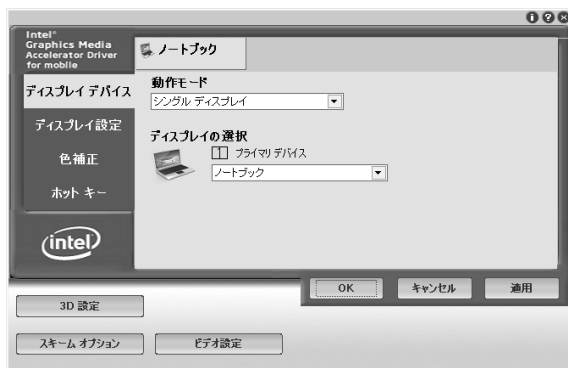 Intel®
Graphics Media
Accelerator Driver
for mobile
ノートブック
ディスプレイ デバイス
ディスプレイ設定
色補正
ホット キー
intel
動作モード
シングル ディスプレイ
ディスプレイの選択
1 プライマリ デバイス
ノートブック
OK
キャンセル
適用
3D 設定
スキーム オプション
ビデオ設定